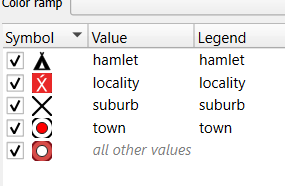 Color ramp
Symbol Value Legend
hamlet hamlet
locality locality
suburb suburb
town town
all other values